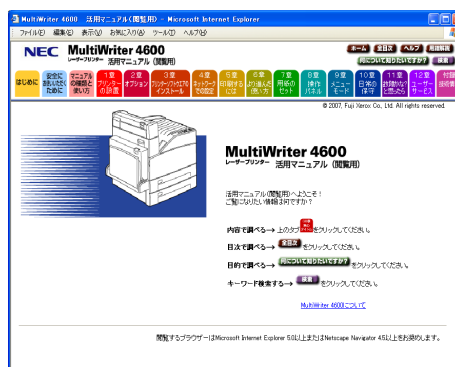 MultiWriter 4600 活用マニュアル(閲覧用) - Microsoft Internet Explorer
ファイル(F) 編集(E) 表示(V) お気に入り(A) ツール(T) ヘルプ(H)
NEC MultiWriter 4600
レーザープリンター 活用マニュアル (閲覧用)
ホーム 全目次 ヘルプ 用語解説
何について知りたいですか? 検索
はじめに
安全にお使いいただくために
マニュアルの種類と使い方
1章 プリンターの設置
2章 オプション
3章 プリンターソフトウエアのインストール
4章 ネットワークでの設定
5章 印刷するには
6章 より進んだ使い方
7章 用紙のセット
8章 操作パネル
9章 メニューモード
10章 日常の保守
11章 故障かな?と思ったら
12章 ユーザーサービス
付録 技術情
© 2007, Fuji Xerox Co., Ltd. All rights reserved.
MultiWriter 4600
レーザープリンター 活用マニュアル (閲覧用)
活用マニュアル(閲覧用)へようこそ!
ご覧になりたい情報は何ですか?
内容で調べる→ 上のタブ をクリックしてください。
目次で調べる→ 全目次 をクリックしてください。
目的で調べる→ 何について知りたいですか? をクリックしてください。
キーワード検索する→ 検索 をクリックしてください。
MultiWriter 4600について
閲覧するブラウザーはMicrosoft Internet Explorer 5.0以上またはNetscape Navigator 4.5以上をお奨めします。